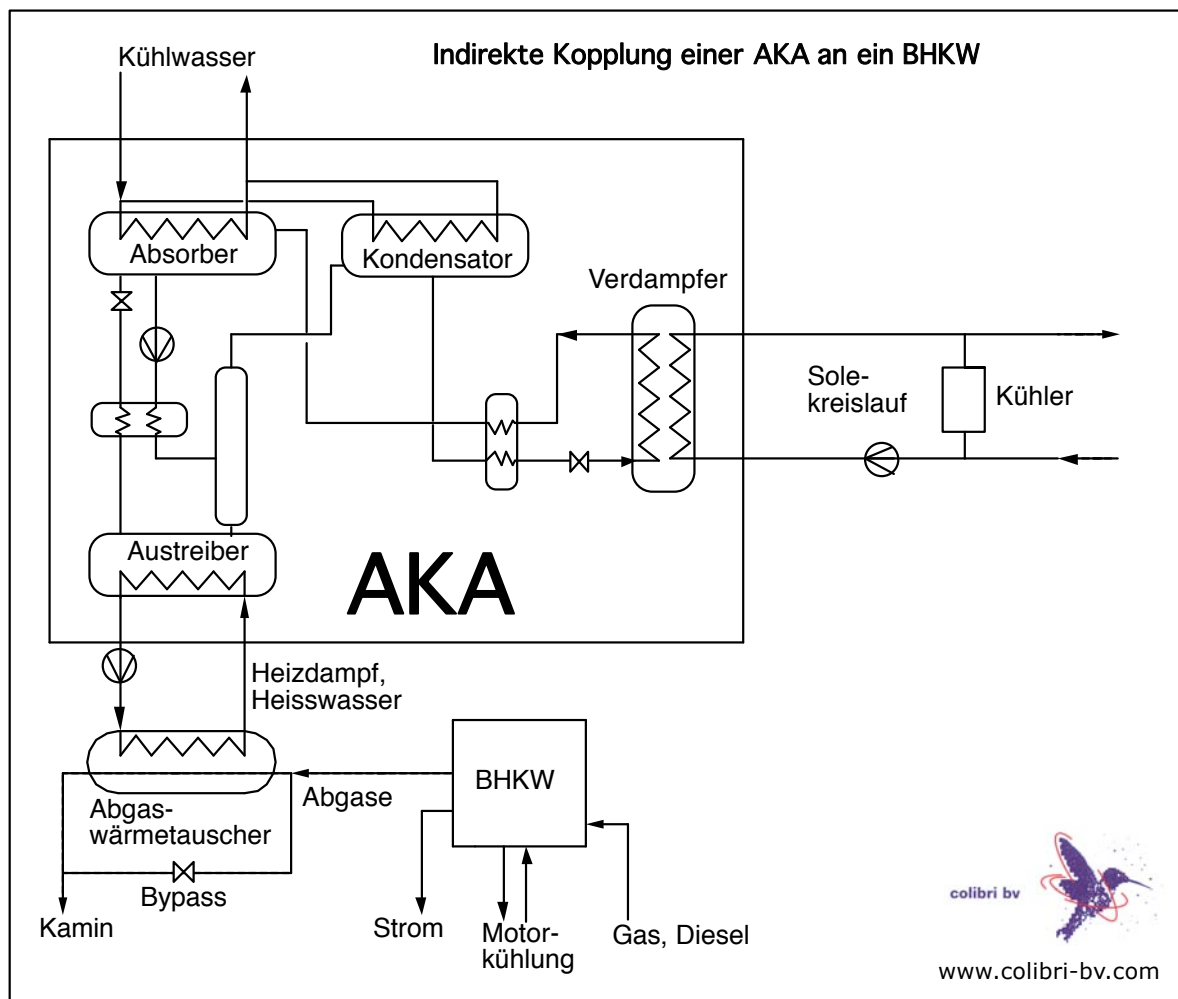 Indirekte Kopplung einer AKA an ein BHKW
Kühlwasser
Absorber
Kondensator
Verdampfer
Sole-
kreislauf
Kühler
Austreiber
AKA
Heizdampf,
Heisswasser
Abgase
BHKW
Abgas-
wärmetauscher
Bypass
Kamin
Strom
Motor-
kühlung
Gas, Diesel
colibri bv
www.colibri-bv.com